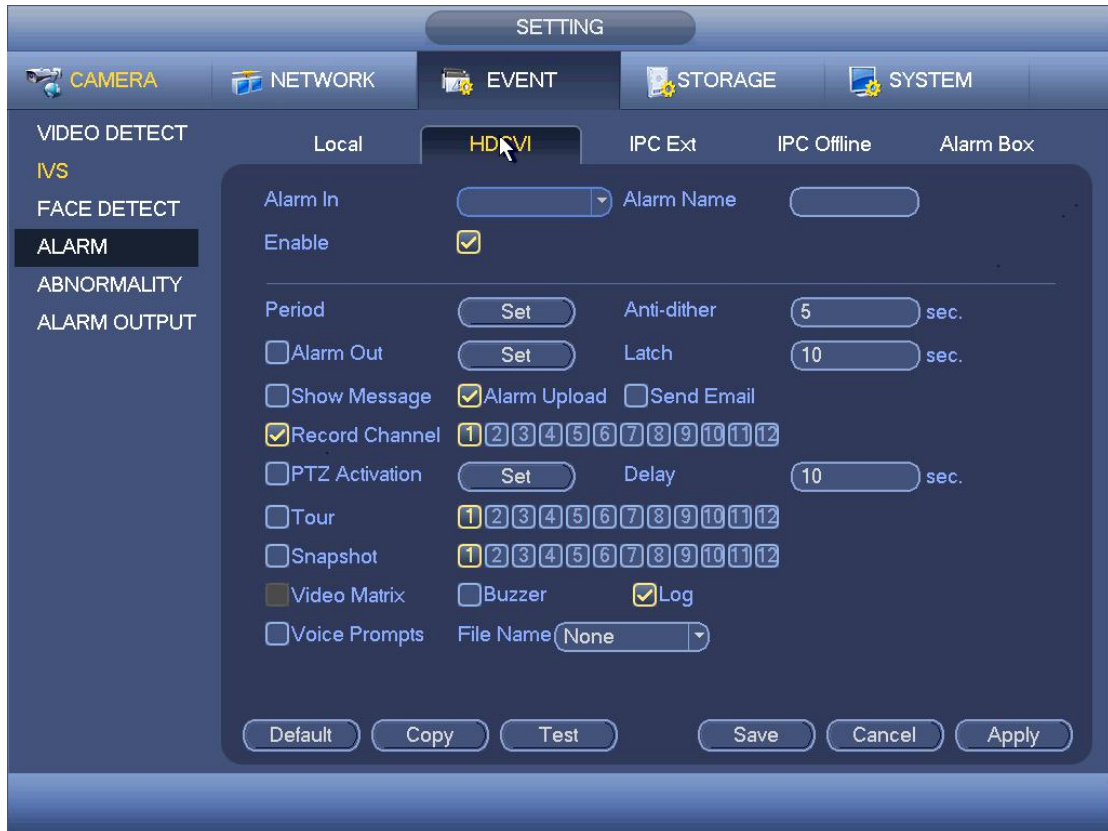 SETTING
CAMERA NETWORK EVENT STORAGE SYSTEM
VIDEO DETECT
IVS
FACE DETECT
ALARM
ABNORMALITY
ALARM OUTPUT
Local HDCVI IPC Ext IPC Offline Alarm Box
Alarm In Alarm Name
Enable
Period Set Anti-dither 5 sec.
Alarm Out Set Latch 10 sec.
Show Message Alarm Upload Send Email
Record Channel 1 2 3 4 5 6 7 8 9 10 11 12
PTZ Activation Set Delay 10 sec.
Tour 1 2 3 4 5 6 7 8 9 10 11 12
Snapshot 1 2 3 4 5 6 7 8 9 10 11 12
Video Matrix Buzzer Log
Voice Prompts File Name None
Default Copy Test Save Cancel Apply